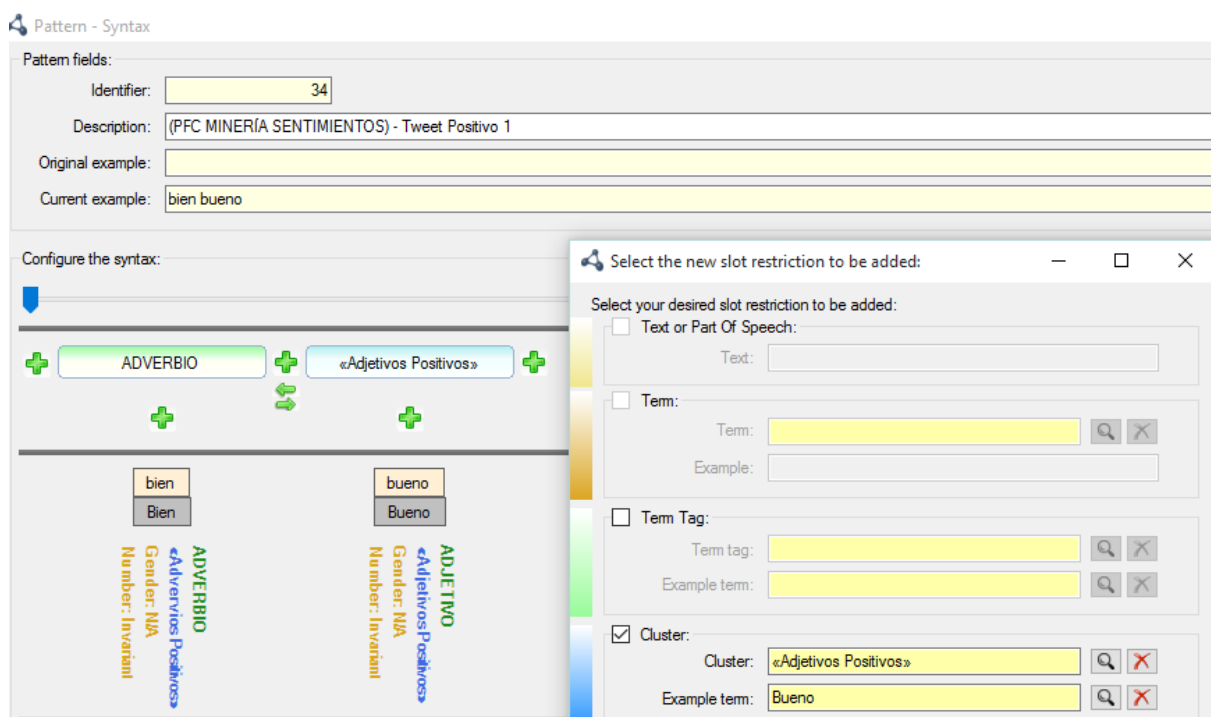 Pattern - Syntax
Pattern fields:
Identifier: 34
Description: (PFC MINERÍA SENTIMIENTOS) - Tweet Positivo 1
Original example:
Current example: bien bueno
Configure the syntax:
ADVERBIO «Adjetivos Positivos»
bien bueno
Bien Bueno
ADVERBIO
«Advervios Positivos»
Gender: N/A
Number: Invariant
ADJETIVO
«Adjetivos Positivos»
Gender: N/A
Number: Invariant
Select the new slot restriction to be added:
Select your desired slot restriction to be added:
Text or Part Of Speech:
Text:
Term:
Term:
Example:
Term Tag:
Term tag:
Example term:
Cluster:
Cluster: «Adjetivos Positivos»
Example term: Bueno